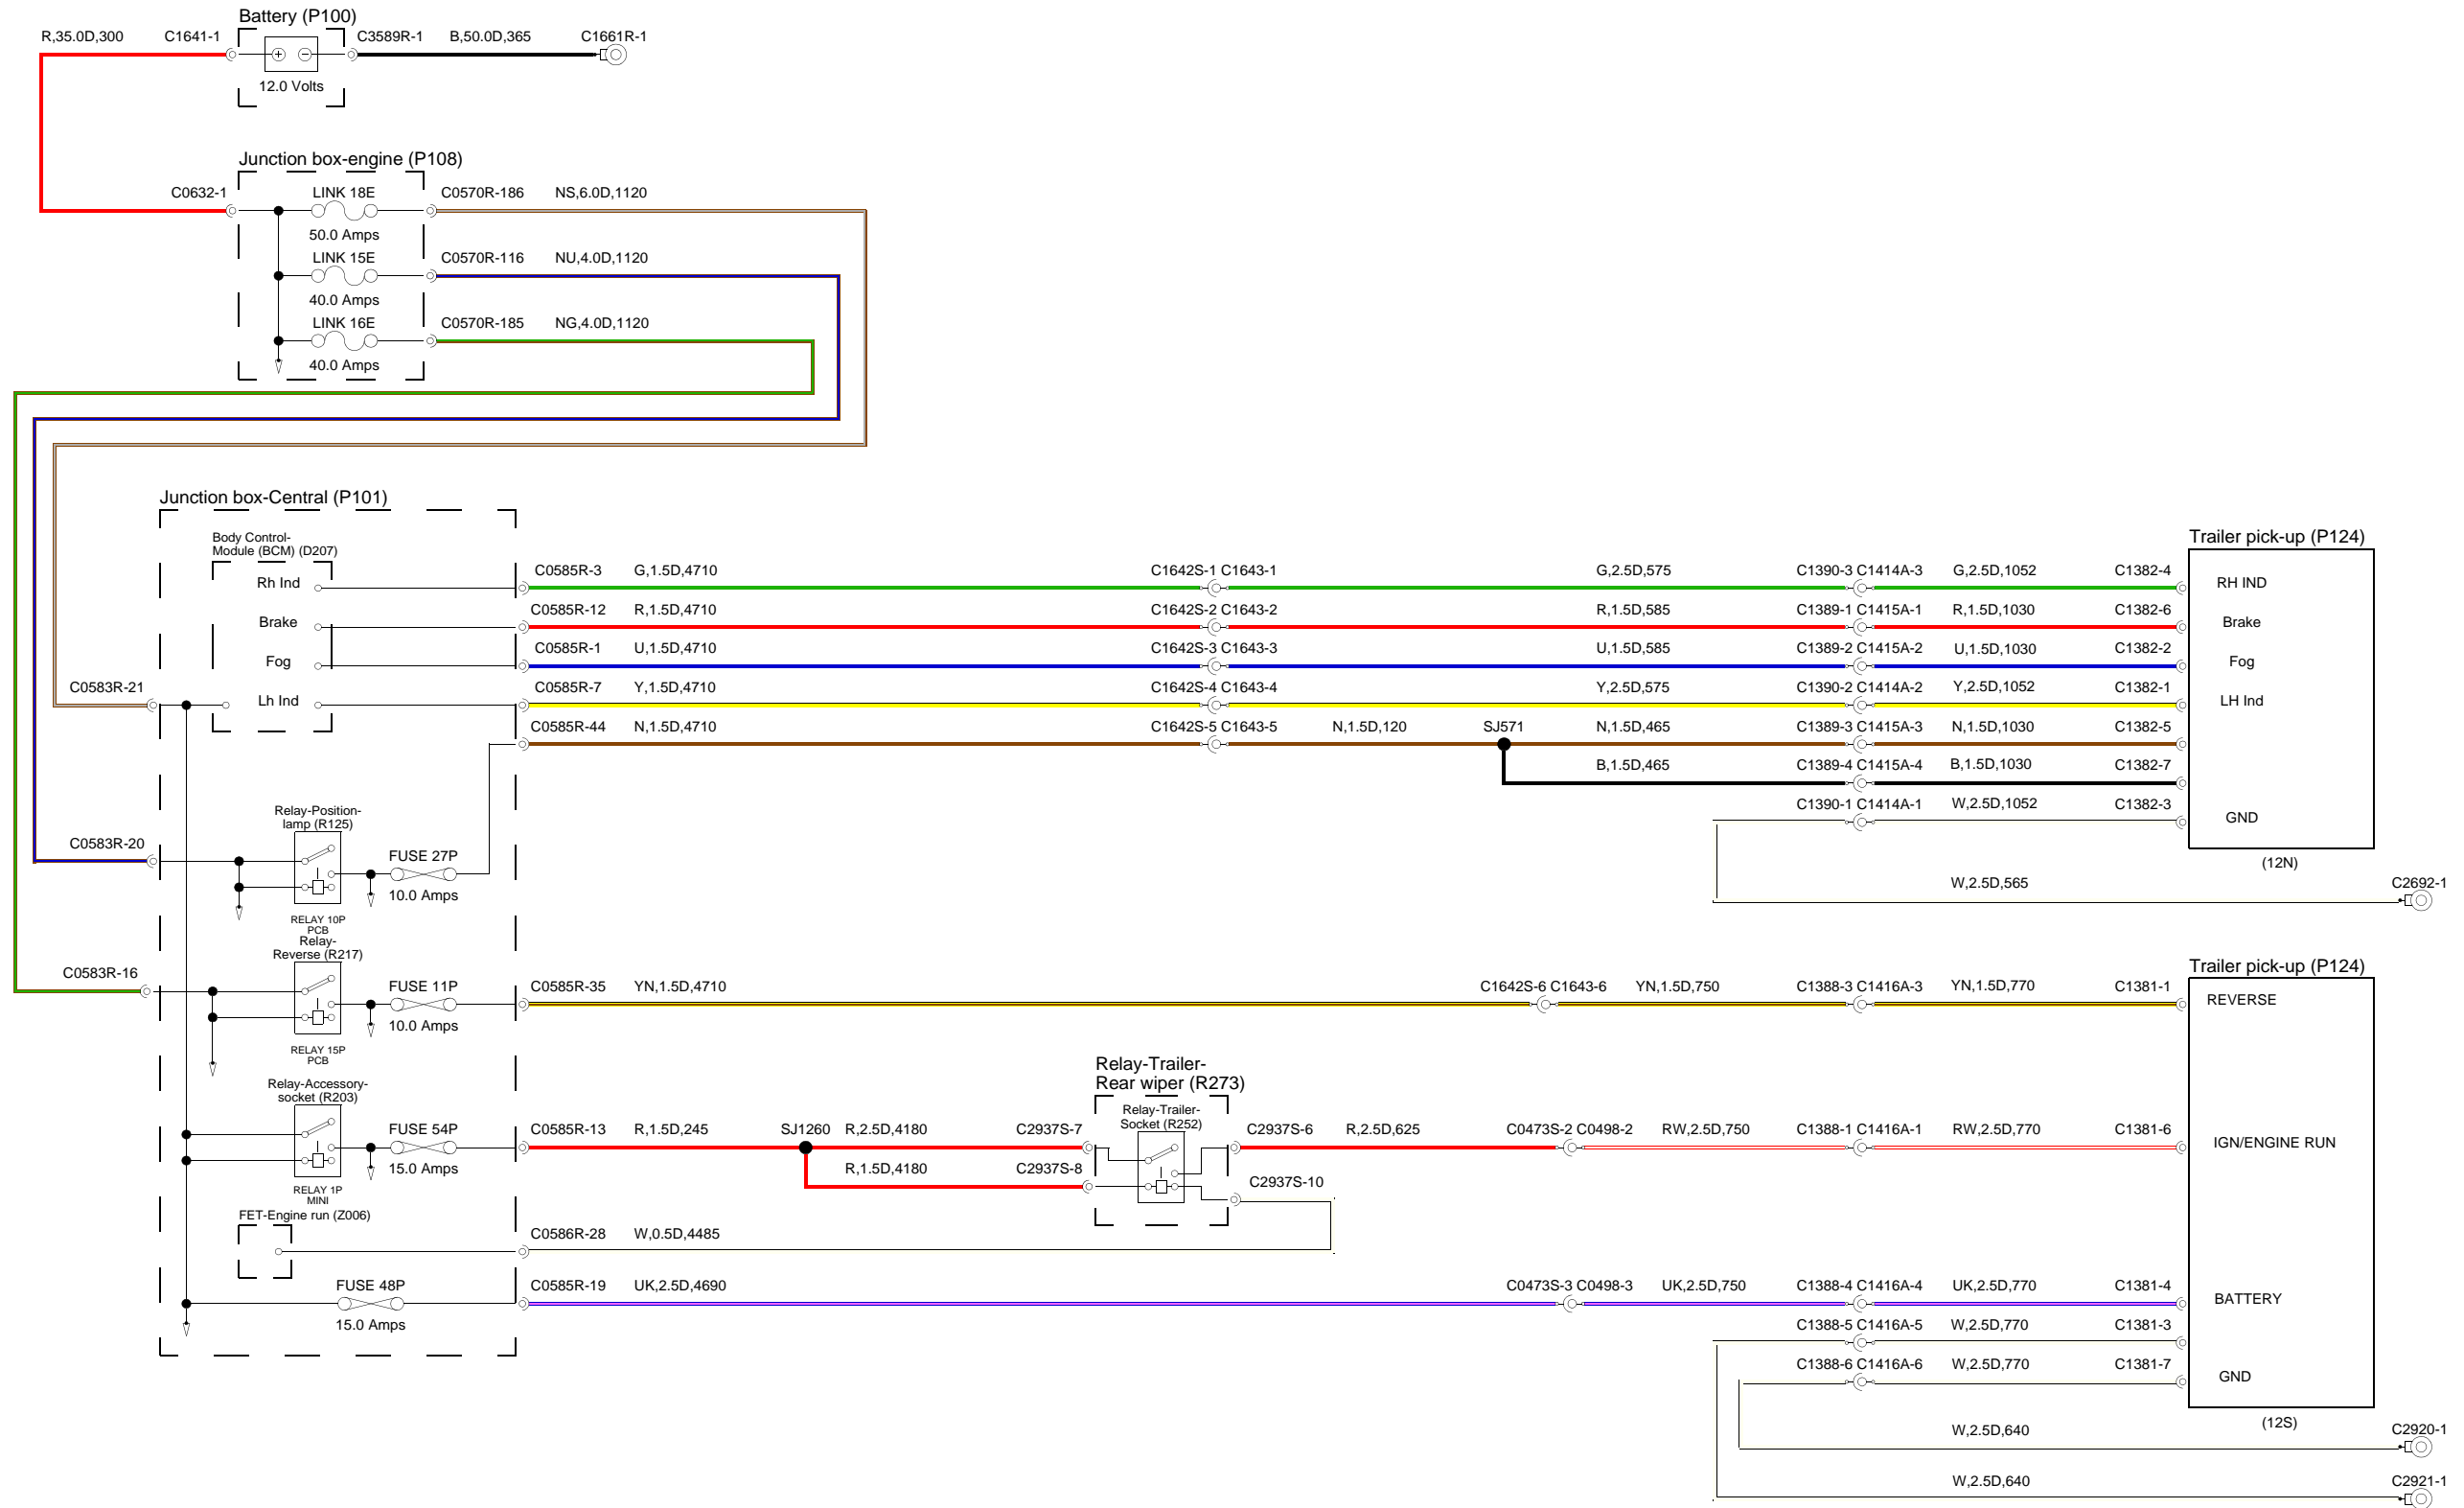 Battery (P100)
R,35.0D,300 C1641-1 C3589R-1 B,50.0D,365 C1661R-1
12.0 Volts
Junction box-engine (P108)
C0632-1 LINK 18E C0570R-186 NS,6.0D,1120
50.0 Amps
LINK 15E C0570R-116 NU,4.0D,1120
40.0 Amps
LINK 16E C0570R-185 NG,4.0D,1120
40.0 Amps
Junction box-Central (P101)
Body Control-
Module (BCM) (D207)
Trailer pick-up (P124)
C0585R-3 G,1.5D,4710 C1642S-1 C1643-1 G,2.5D,575 C1390-3 C1414A-3 G,2.5D,1052 C1382-4
Rh Ind RH IND
C0585R-12 R,1.5D,4710 C1642S-2 C1643-2 R,1.5D,585 C1389-1 C1415A-1 R,1.5D,1030 C1382-6
Brake Brake
C0585R-1 U,1.5D,4710 C1642S-3 C1643-3 U,1.5D,585 C1389-2 C1415A-2 U,1.5D,1030 C1382-2
Fog Fog
C0583R-21 C0585R-7 Y,1.5D,4710 C1642S-4 C1643-4 Y,2.5D,575 C1390-2 C1414A-2 Y,2.5D,1052 C1382-1
Lh Ind LH Ind
C0585R-44 N,1.5D,4710 C1642S-5 C1643-5 N,1.5D,120 SJ571 N,1.5D,465 C1389-3 C1415A-3 N,1.5D,1030 C1382-5
B,1.5D,465 C1389-4 C1415A-4 B,1.5D,1030 C1382-7
C1390-1 C1414A-1 W,2.5D,1052 C1382-3
GND
Relay-Position-
lamp (R125)
C0583R-20
FUSE 27P
10.0 Amps
(12N)
W,2.5D,565 C2692-1
RELAY 10P
PCB
Relay-
Reverse (R217)
Trailer pick-up (P124)
C0583R-16
FUSE 11P C0585R-35 YN,1.5D,4710 C1642S-6 C1643-6 YN,1.5D,750 C1388-3 C1416A-3 YN,1.5D,770 C1381-1
REVERSE
10.0 Amps
RELAY 15P
PCB
Relay-Trailer-
Rear wiper (R273)
Relay-Accessory-
socket (R203)
Relay-Trailer-
Socket (R252)
FUSE 54P C0585R-13 R,1.5D,245 SJ1260 R,2.5D,4180 C2937S-7 C2937S-6 R,2.5D,625 C0473S-2 C0498-2 RW,2.5D,750 C1388-1 C1416A-1 RW,2.5D,770 C1381-6
IGN/ENGINE RUN
15.0 Amps R,1.5D,4180 C2937S-8
C2937S-10
RELAY 1P
MINI
FET-Engine run (Z006)
C0586R-28 W,0.5D,4485
FUSE 48P C0585R-19 UK,2.5D,4690 C0473S-3 C0498-3 UK,2.5D,750 C1388-4 C1416A-4 UK,2.5D,770 C1381-4
BATTERY
15.0 Amps C1388-5 C1416A-5 W,2.5D,770 C1381-3
C1388-6 C1416A-6 W,2.5D,770 C1381-7
GND
(12S)
W,2.5D,640 C2920-1
W,2.5D,640 C2921-1